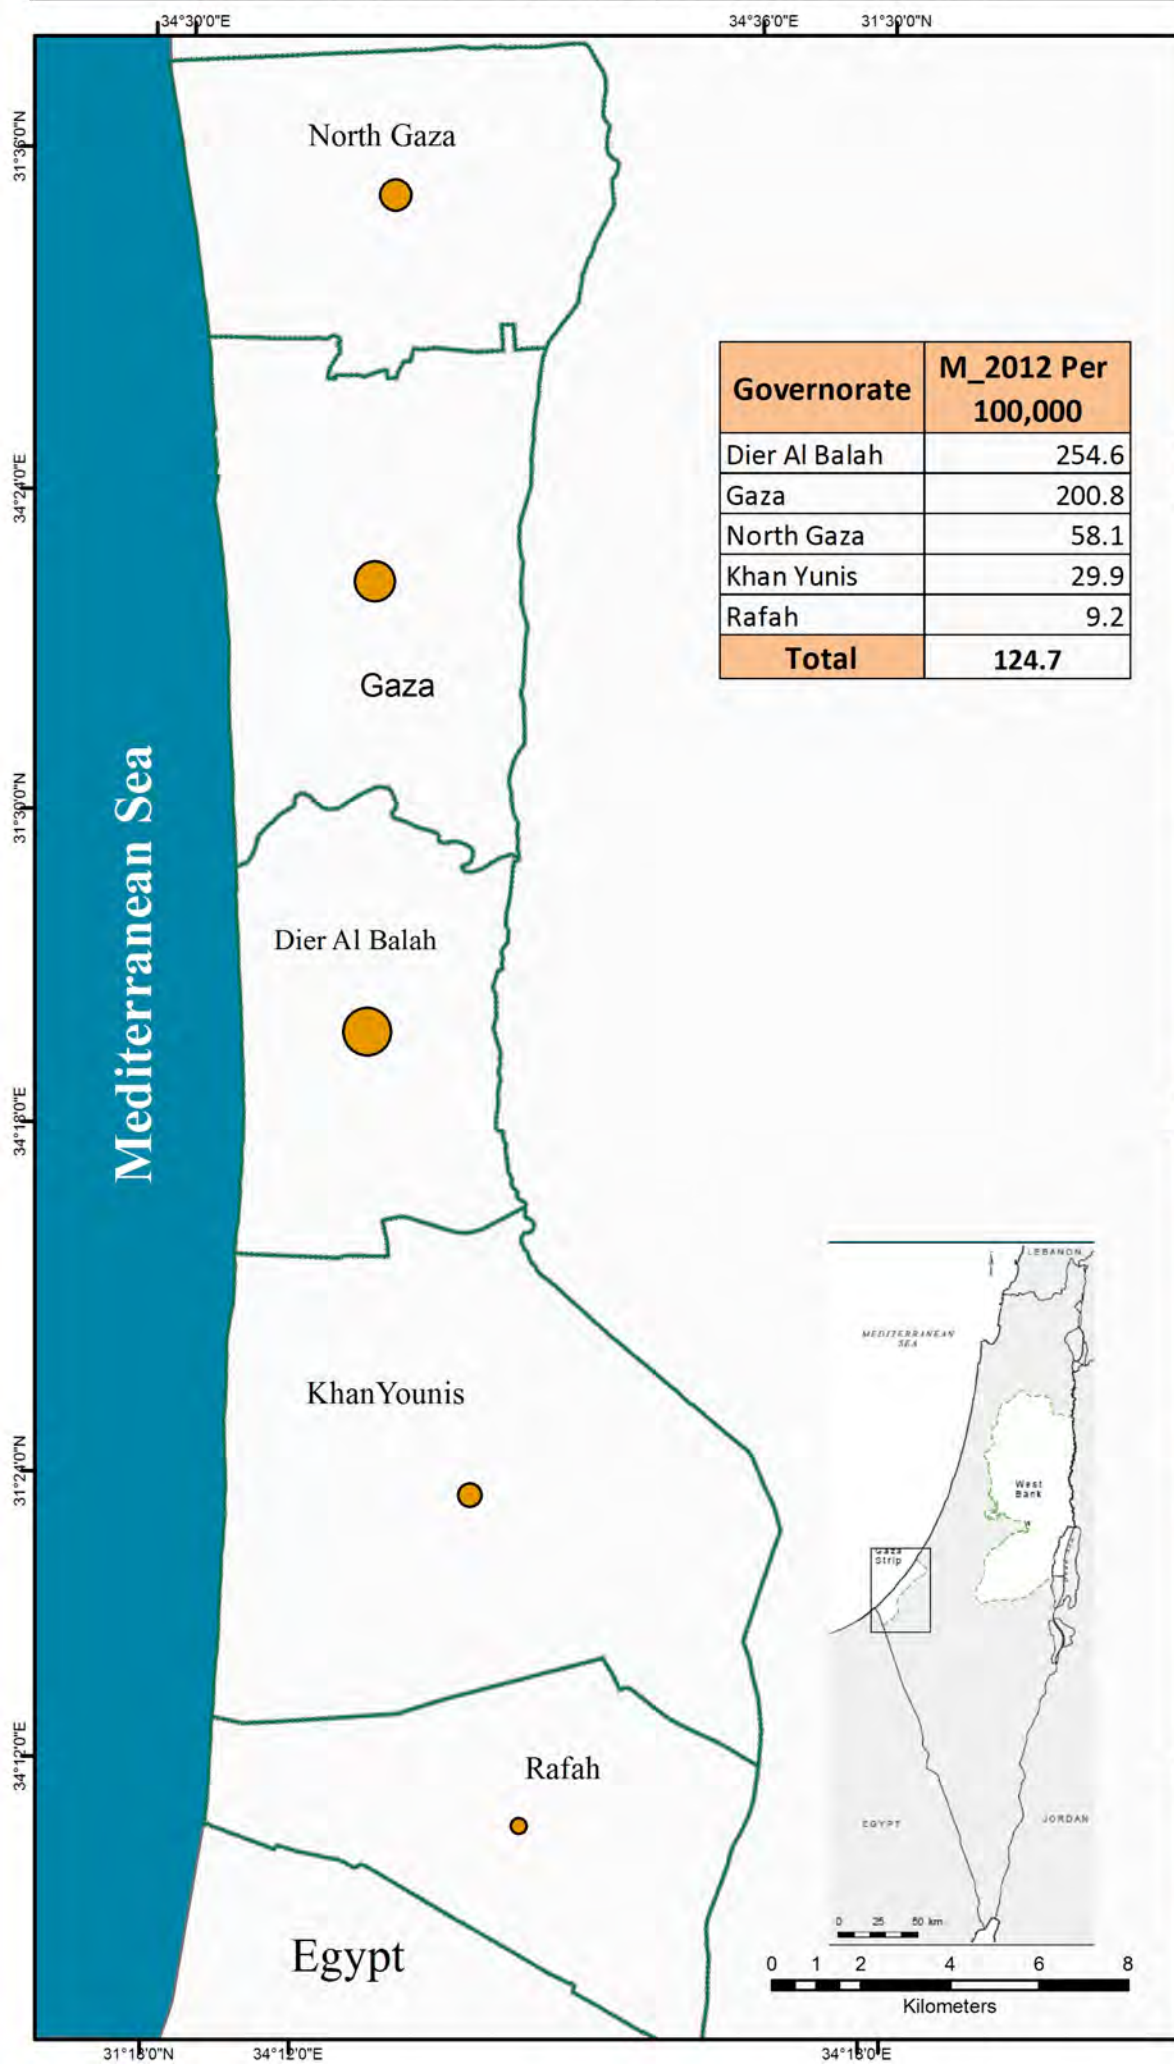 34°30'0"E
34°36'0"E
31°30'0"N
31°36'0"N
North Gaza
Governorate
M_2012 Per
100,000
Dier Al Balah 254.6
Gaza 200.8
North Gaza 58.1
Khan Yunis 29.9
Rafah 9.2
Total 124.7
34°24'0"E
Gaza
31°30'0"N
Mediterranean Sea
Dier Al Balah
34°18'0"E
KhanYounis
31°24'0"N
Rafah
34°12'0"E
Egypt
LEBANON
MEDITERRANEAN
SEA
West
Bank
Gaza
Strip
EGYPT
JORDAN
0 25 50 km
0 1 2 4 6 8
Kilometers
31°18'0"N
34°12'0"E
34°18'0"E